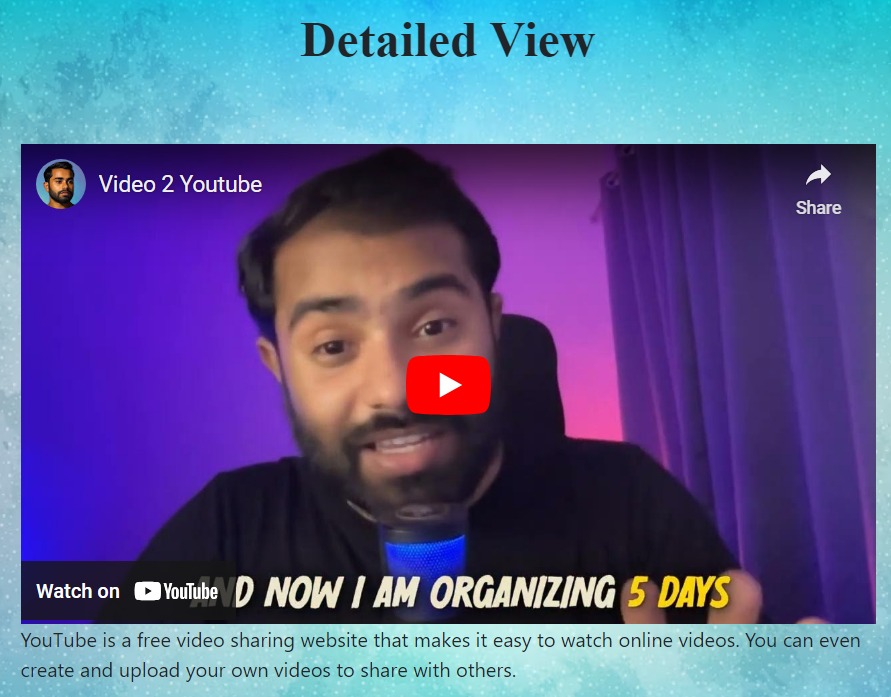 Detailed View
Video 2 Youtube
Share
AND NOW I AM ORGANIZING 5 DAYS
Watch on YouTube
YouTube is a free video sharing website that makes it easy to watch online videos. You can even
create and upload your own videos to share with others.